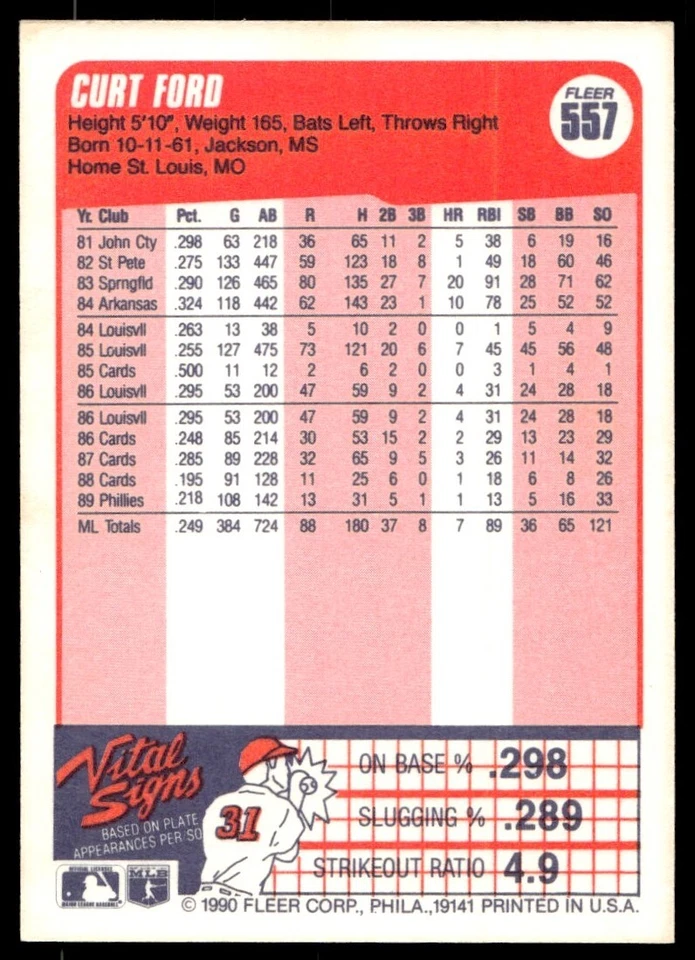 CURT FORD
FLEER
557
Height 5'10", Weight 165, Bats Left, Throws Right
Born 10-11-61, Jackson, MS
Home St. Louis, MO
Yr. Club Pct. G AB R H 2B 3B HR RBI SB BB SO
81 John Cty .298 63 218 36 65 11 2 5 38 6 19 16
82 St Pete .275 133 447 59 123 18 8 1 49 18 60 46
83 Sprngfld .290 126 465 80 135 27 7 20 91 28 71 62
84 Arkansas .324 118 442 62 143 23 1 10 78 25 52 52
84 Louisvll .263 13 38 5 10 2 0 0 1 5 4 9
85 Louisvll .255 127 475 73 121 20 6 7 45 45 56 48
85 Cards .500 11 12 2 6 2 0 0 3 1 4 1
86 Louisvll .295 53 200 47 59 9 2 4 31 24 28 18
86 Louisvll .295 53 200 47 59 9 2 4 31 24 28 18
86 Cards .248 85 214 30 53 15 2 2 29 13 23 29
87 Cards .285 89 228 32 65 9 5 3 26 11 14 32
88 Cards .195 91 128 11 25 6 0 1 18 6 8 26
89 Phillies .218 108 142 13 31 5 1 1 13 5 16 33
ML Totals .249 384 724 88 180 37 8 7 89 36 65 121
Vital
Signs
BASED ON PLATE
APPEARANCES PER SO
31
ON BASE % .298
SLUGGING % .289
STRIKEOUT RATIO 4.9
MLB
MAJOR LEAGUE BASEBALL
© 1990 FLEER CORP., PHILA.,19141 PRINTED IN U.S.A.